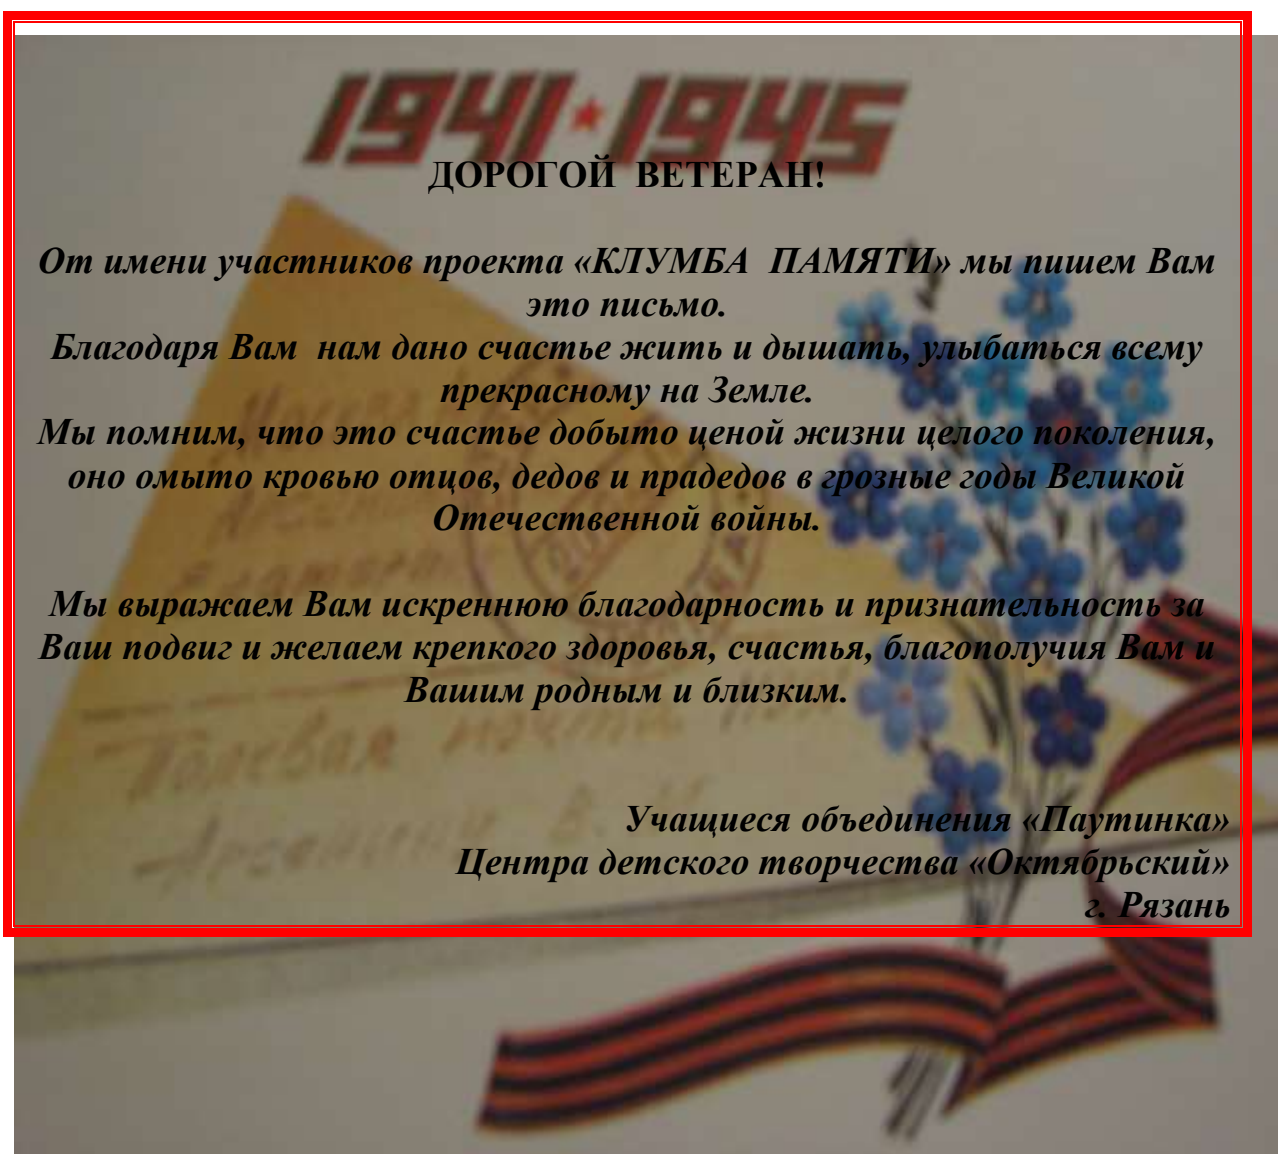 1941★1945
ДОРОГОЙ ВЕТЕРАН!
От имени участников проекта «КЛУМБА ПАМЯТИ» мы пишем Вам
это письмо.
Благодаря Вам нам дано счастье жить и дышать, улыбаться всему
прекрасному на Земле.
Мы помним, что это счастье добыто ценой жизни целого поколения,
оно омыто кровью отцов, дедов и прадедов в грозные годы Великой
Отечественной войны.
Мы выражаем Вам искреннюю благодарность и признательность за
Ваш подвиг и желаем крепкого здоровья, счастья, благополучия Вам и
Вашим родным и близким.
Полевая почта
Учащиеся объединения «Паутинка»
Центра детского творчества «Октябрьский»
г. Рязань